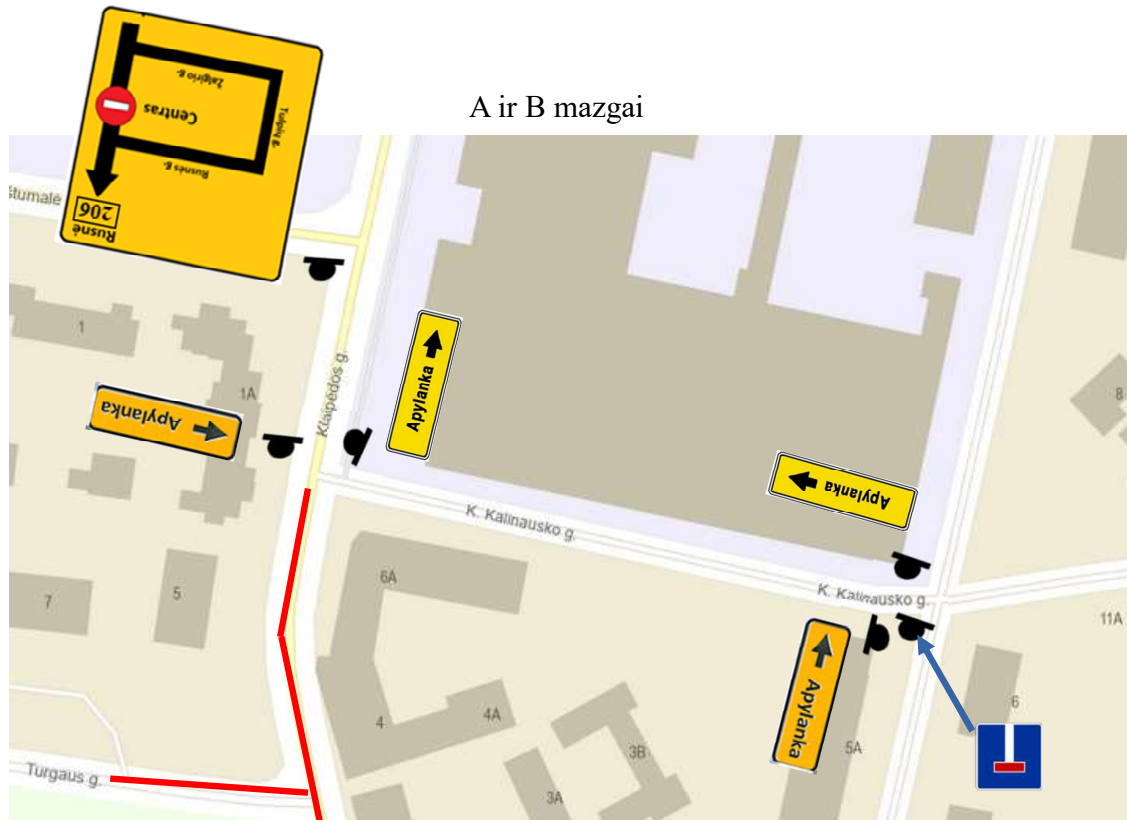 A ir B mazgai
Žalgirio g.
Centras
Tulpių g.
Rusnės g.
206
Rusnė
štumalė
1
1A
Klaipėdos g.
Apylanka
Apylanka
8
Apylanka
K. Kalinausko g.
K. Kalinausko g.
6A
7
5
11A
Apylanka
6
4
4A
3B
5A
3A
Turgaus g.